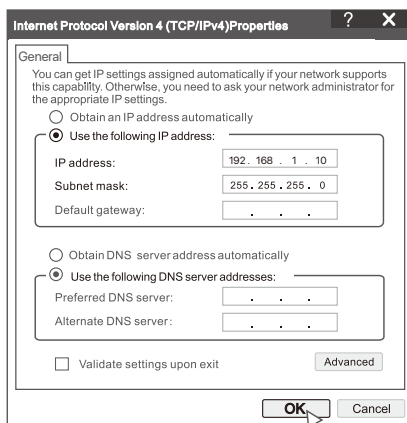 Internet Protocol Version 4 (TCP/IPv4)Properties ? X
General
You can get IP settings assigned automatically if your network supports
this capability. Otherwise, you need to ask your network administrator for
the appropriate IP settings.
Obtain an IP address automatically
Use the following IP address:
IP address: 192. 168 . 1 . 10
Subnet mask: 255. 255. 255. 0
Default gateway: . . .
Obtain DNS server address automatically
Use the following DNS server addresses:
Preferred DNS server: . . .
Alternate DNS server: . . .
Validate settings upon exit
Advanced
OK Cancel